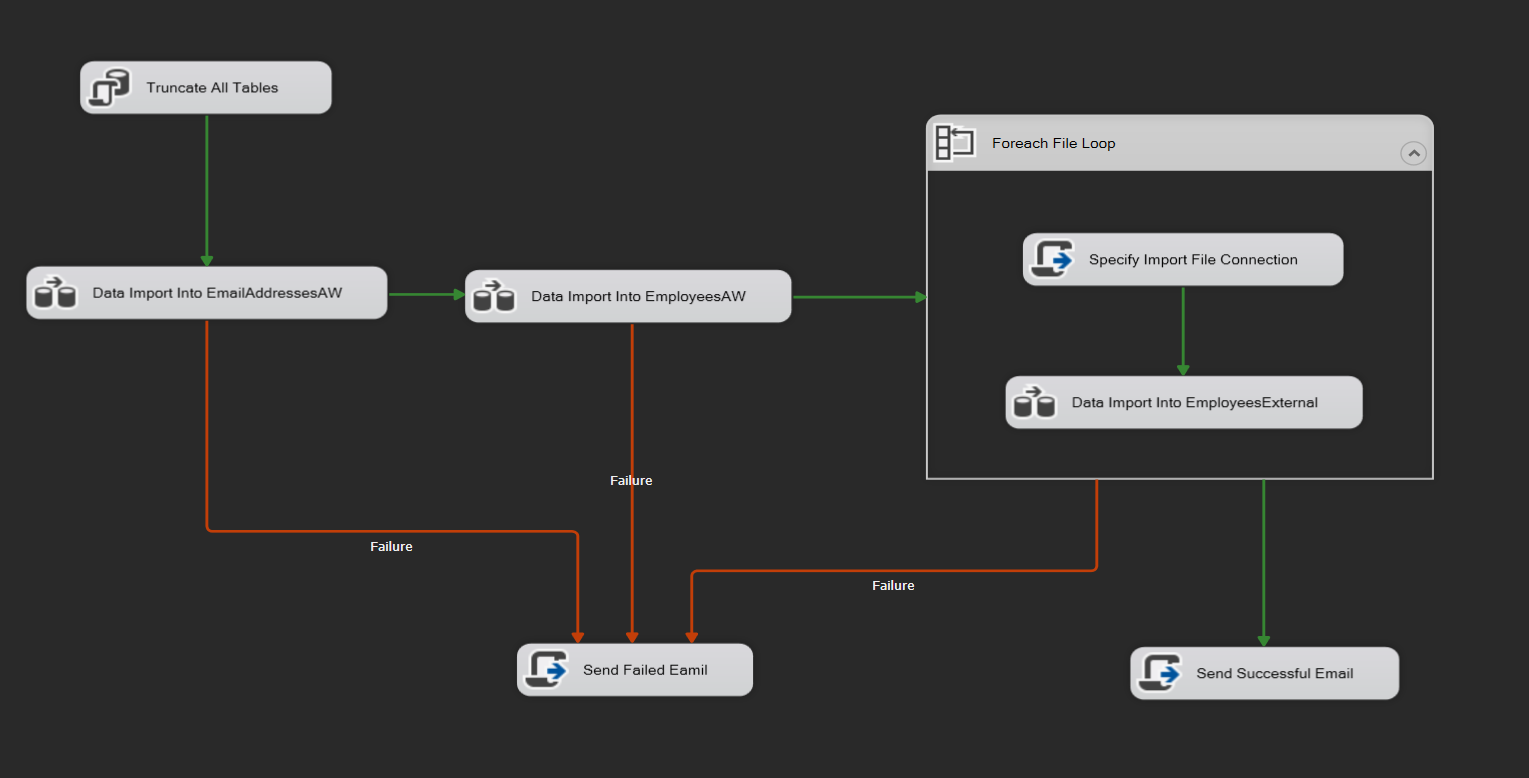 Truncate All Tables
Foreach File Loop
Specify Import File Connection
Data Import Into EmailAddressesAW
Data Import Into EmployeesAW
Data Import Into EmployeesExternal
Failure
Failure
Failure
Send Failed Eamil
Send Successful Email